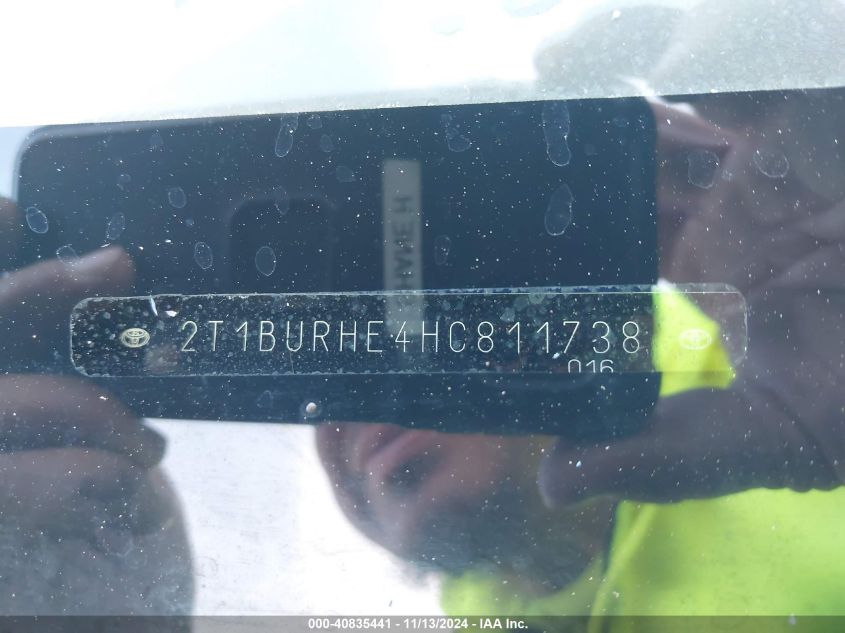 2T1BURHE4HC811738
016
000-40835441 - 11/13/2024 - IAA Inc.